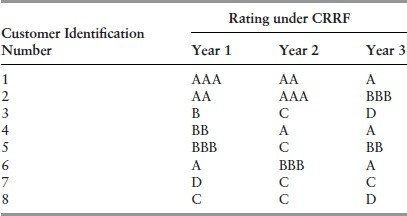 Rating under CRRF
Customer Identification
Number Year 1 Year 2 Year 3
1 AAA AA A
2 AA AAA BBB
3 B C D
4 BB A A
5 BBB C BB
6 A BBB A
7 D C C
8 C C D